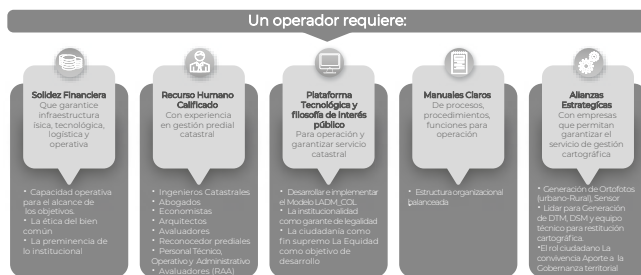 Un operador requiere:
Solidez Financiera
Que garantice
infraestructura
ísica, tecnológica,
logística y
operativa
• Capacidad operativa
para el alcance de
los objetivos.
• La ética del bien
común
• La preminencia de
lo institucional
Recurso Humano
Calificado
Con experiencia
en gestión predial
catastral
• Ingenieros Catastrales
• Abogados
• Economistas
• Arquitectos
• Avaluadores
• Reconocedor prediales
• Personal Técnico,
Operativo y Administrativo
• Avaluadores (RAA)
Plataforma
Tecnológica y
filosofía de interés
público
Para operación y
garantizar servicio
catastral
• Desarrollar e implementar
el Modelo LADM_COL
• La institucionalidad
como garante de legalidad
• La ciudadanía como
fin supremo La Equidad
como objetivo de
desarrollo
Manuales Claros
De procesos,
procedimientos,
funciones para
operación
• Estructura organizacional
balanceada
Alianzas
Estrategícas
Con empresas
que permitan
garantizar el
servicio de gestión
cartográfica
• Generación de Ortofotos
(urbano-Rural), Sensor
• Lidar para Generación
de DTM, DSM y equipo
técnico para restitución
cartográfica.
•El rol ciudadano La
convivencia Aporte a la
Gobernanza territorial